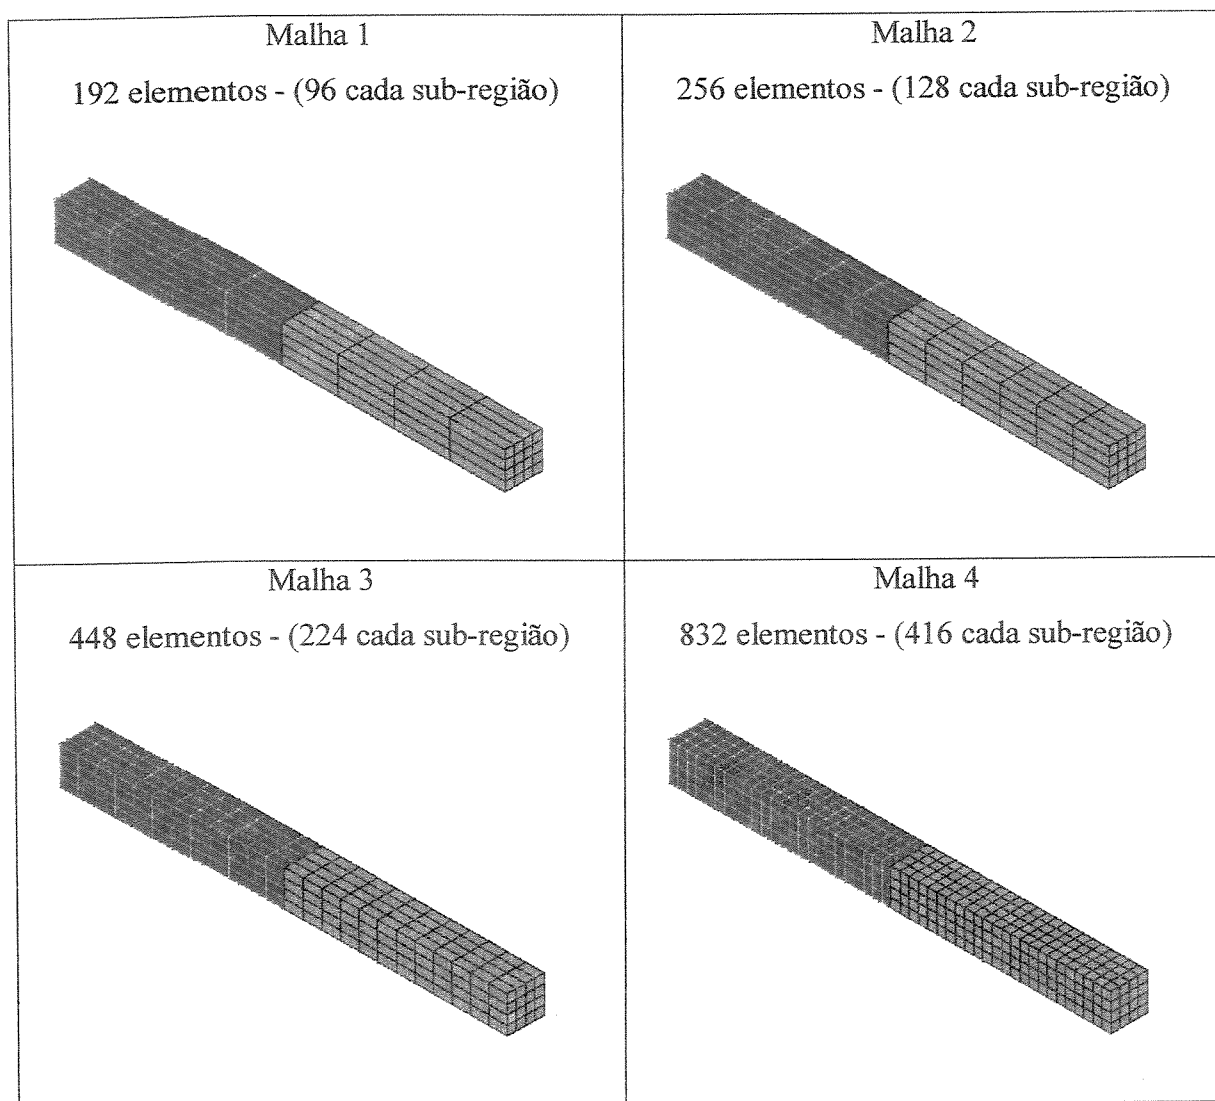 Malha 1
192 elementos - (96 cada sub-região)
Malha 2
256 elementos - (128 cada sub-região)
Malha 3
448 elementos - (224 cada sub-região)
Malha 4
832 elementos - (416 cada sub-região)